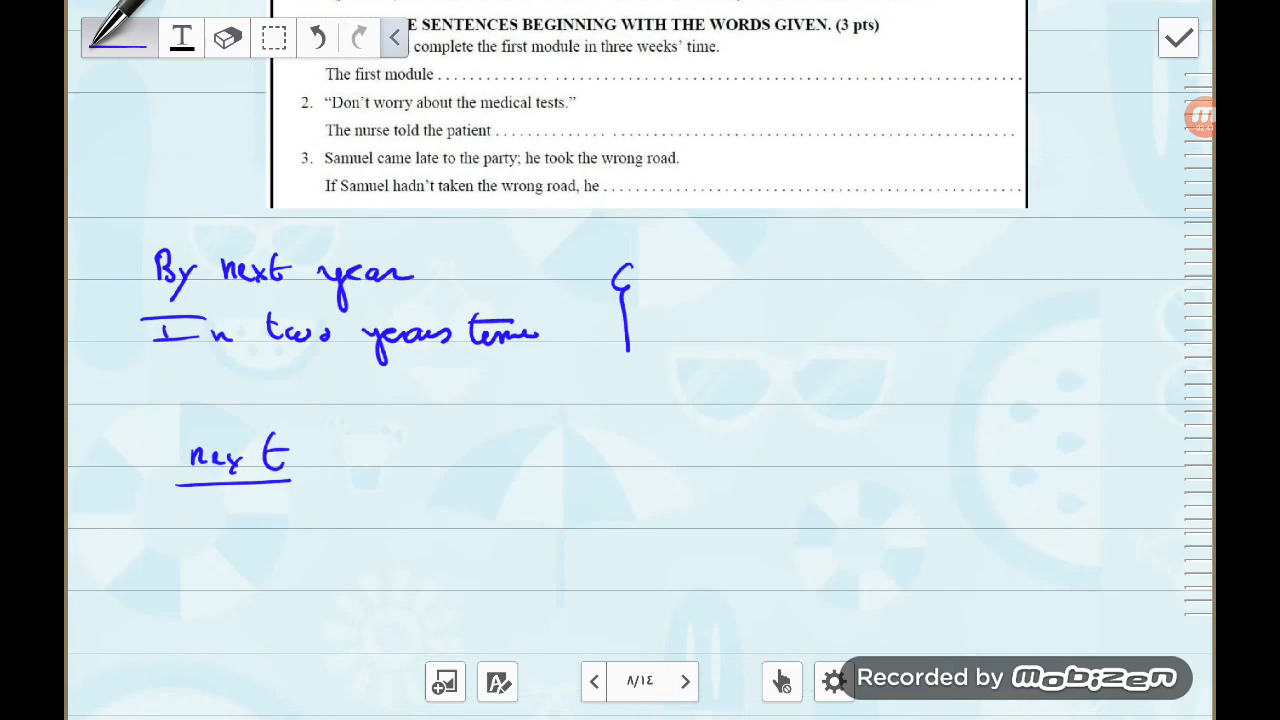 E SENTENCES BEGINNING WITH THE WORDS GIVEN. (3 pts)
complete the first module in three weeks' time.
The first module ........................................
2. "Don't worry about the medical tests."
The nurse told the patient ........................................
3. Samuel came late to the party; he took the wrong road.
If Samuel hadn't taken the wrong road, he ........................................
By next year
In two years time
next
٨/١٤
Recorded by mobizen